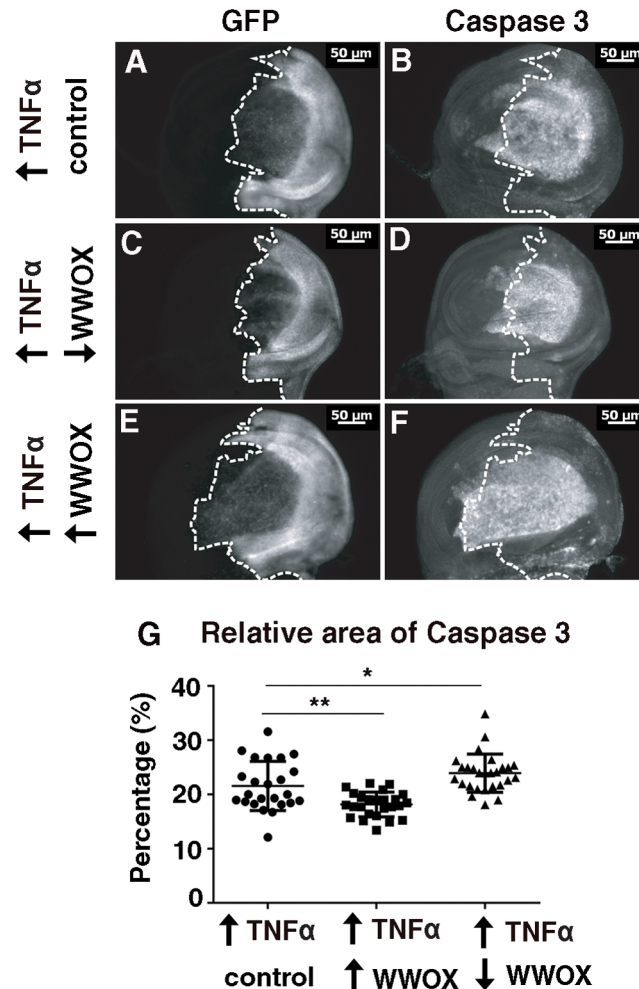 GFP Caspase 3
↑ TNFα
control
A 50 µm
B 50 µm
↑ TNFα
↓ WWOX
C 50 µm
D 50 µm
↑ TNFα
↑ WWOX
E 50 µm
F 50 µm
G Relative area of Caspase 3
Percentage (%)
40
30
20
10
0
*
**
↑ TNFα ↑ TNFα ↑ TNFα
control ↑ WWOX ↓ WWOX